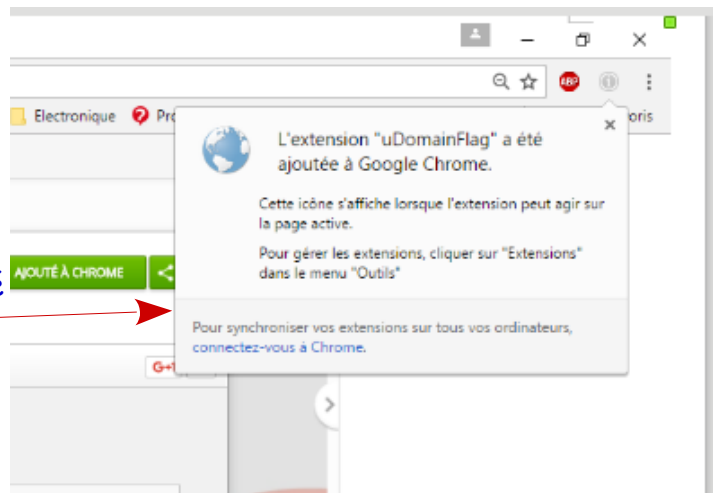 ABP
Electronique
Pr
oris
L'extension "uDomainFlag" a été
ajoutée à Google Chrome.
Cette icône s'affiche lorsque l'extension peut agir sur
la page active.
Pour gérer les extensions, cliquer sur "Extensions"
dans le menu "Outils"
AJOUTÉ À CHROME
Pour synchroniser vos extensions sur tous vos ordinateurs,
connectez-vous à Chrome.
G+1